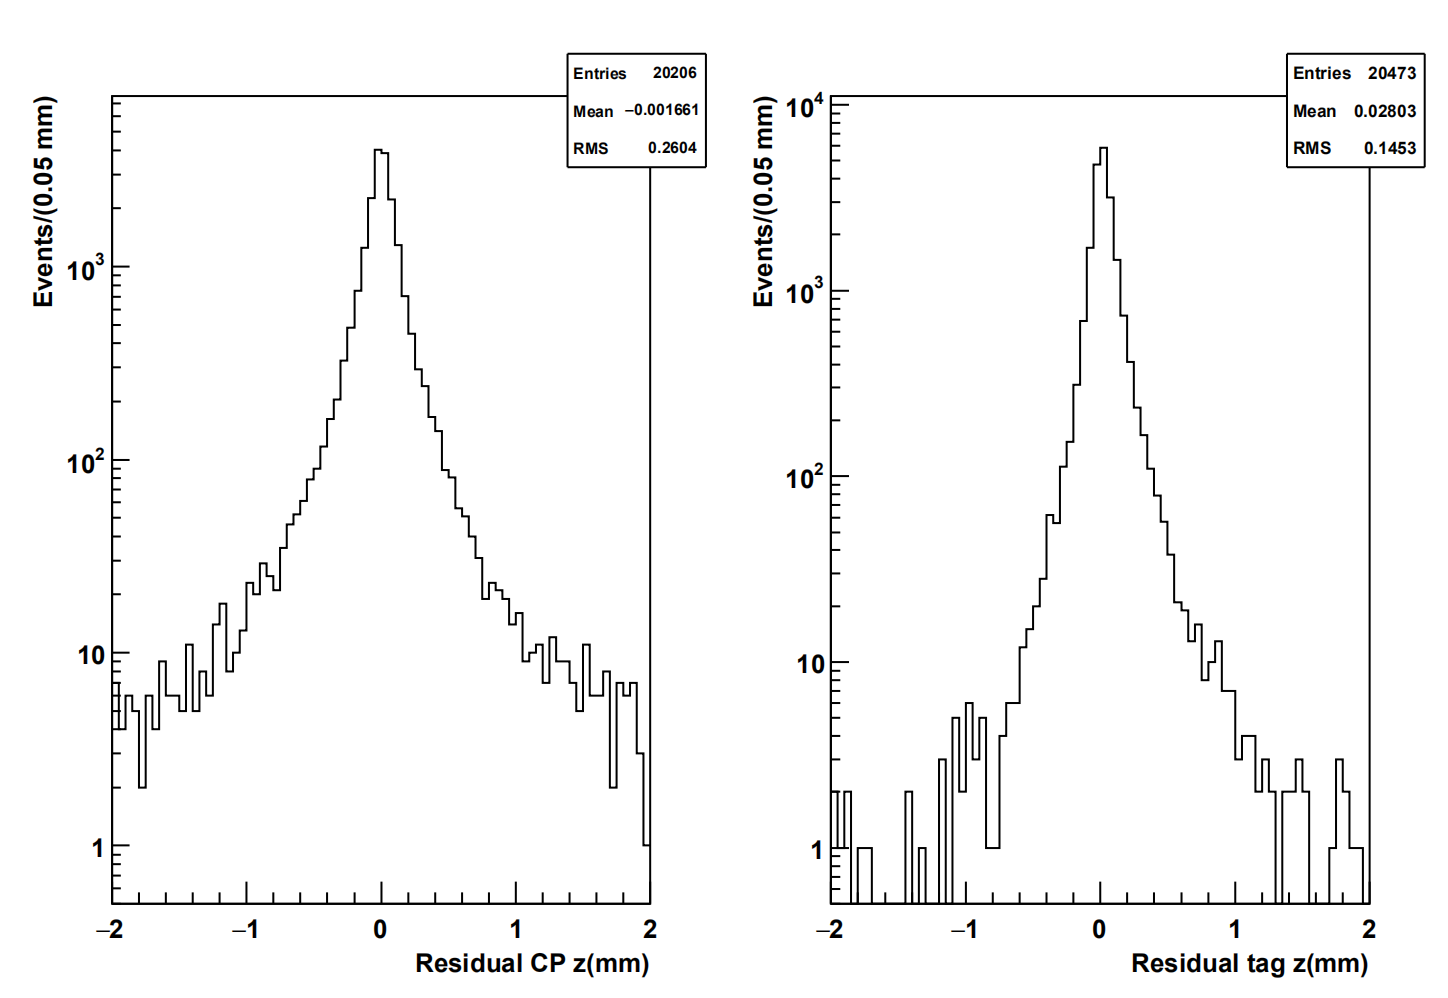 Entries 20206
Mean −0.001661
RMS 0.2604
Events/(0.05 mm)
10³
10²
10
1
−2 −1 0 1 2
Residual CP z(mm)
Entries 20473
Mean 0.02803
RMS 0.1453
Events/(0.05 mm)
10⁴
10³
10²
10
1
−2 −1 0 1 2
Residual tag z(mm)